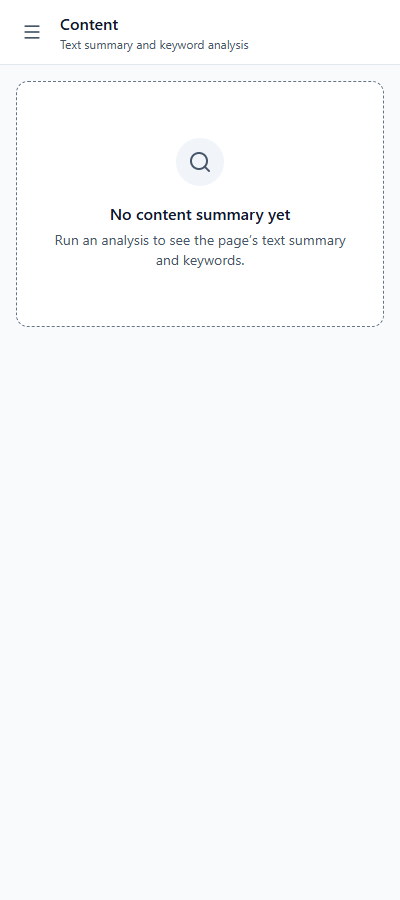 Content
Text summary and keyword analysis
No content summary yet
Run an analysis to see the page's text summary
and keywords.